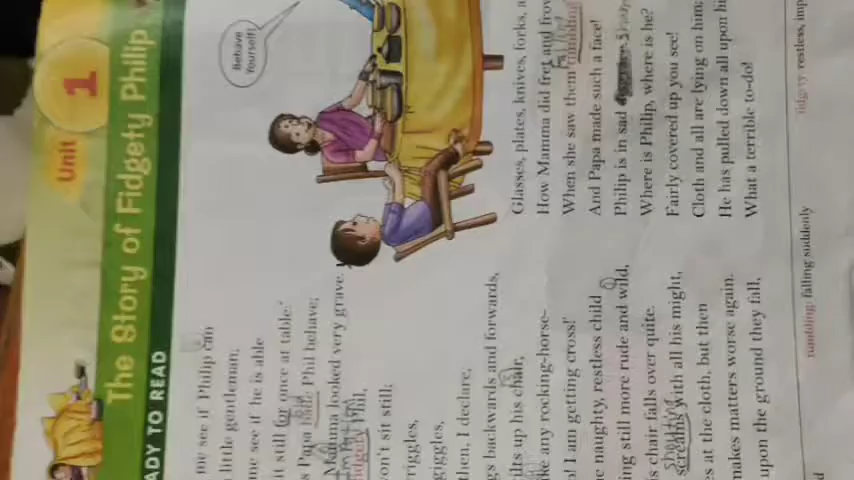 Unit
1
The Story of Fidgety Philip
ADY TO READ
Behave
Yourself!
me see if Philip can
little gentleman;
me see if he is able
it still for once at table:'
s Papa bade Phil behave;
Mamma looked very grave.
fidgety Phil,
on't sit still;
riggles,
giggles,
then, I declare,
gs backwards and forwards,
ilts up his chair,
ke any rocking-horse-
! I am getting cross!'
e naughty, restless child
ing still more rude and wild,
s chair falls over quite.
screams with all his might,
es at the cloth, but then
makes matters worse again.
upon the ground they fall,
Glasses, plates, knives, forks, a
How Mamma did fret and frow
When she saw them tumbling
And Papa made such a face!
Philip is in sad
Where is Philip, where is he?
Fairly covered up you see!
Cloth and all are lying on him;
He has pulled down all upon hi
What a terrible to-do!
tumbling: falling suddenly
fidgety restless, imp